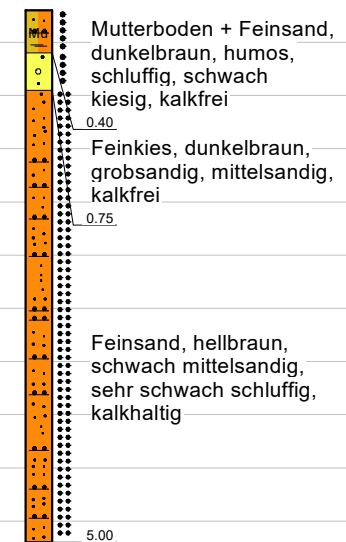 Mutterboden + Feinsand,
Mu
dunkelbraun, humos,
schluffig, schwach
kiesig, kalkfrei
0.40
Feinkies, dunkelbraun,
grobsandig, mittelsandig,
kalkfrei
0.75
Feinsand, hellbraun,
schwach mittelsandig,
sehr schwach schluffig,
kalkhaltig
5.00